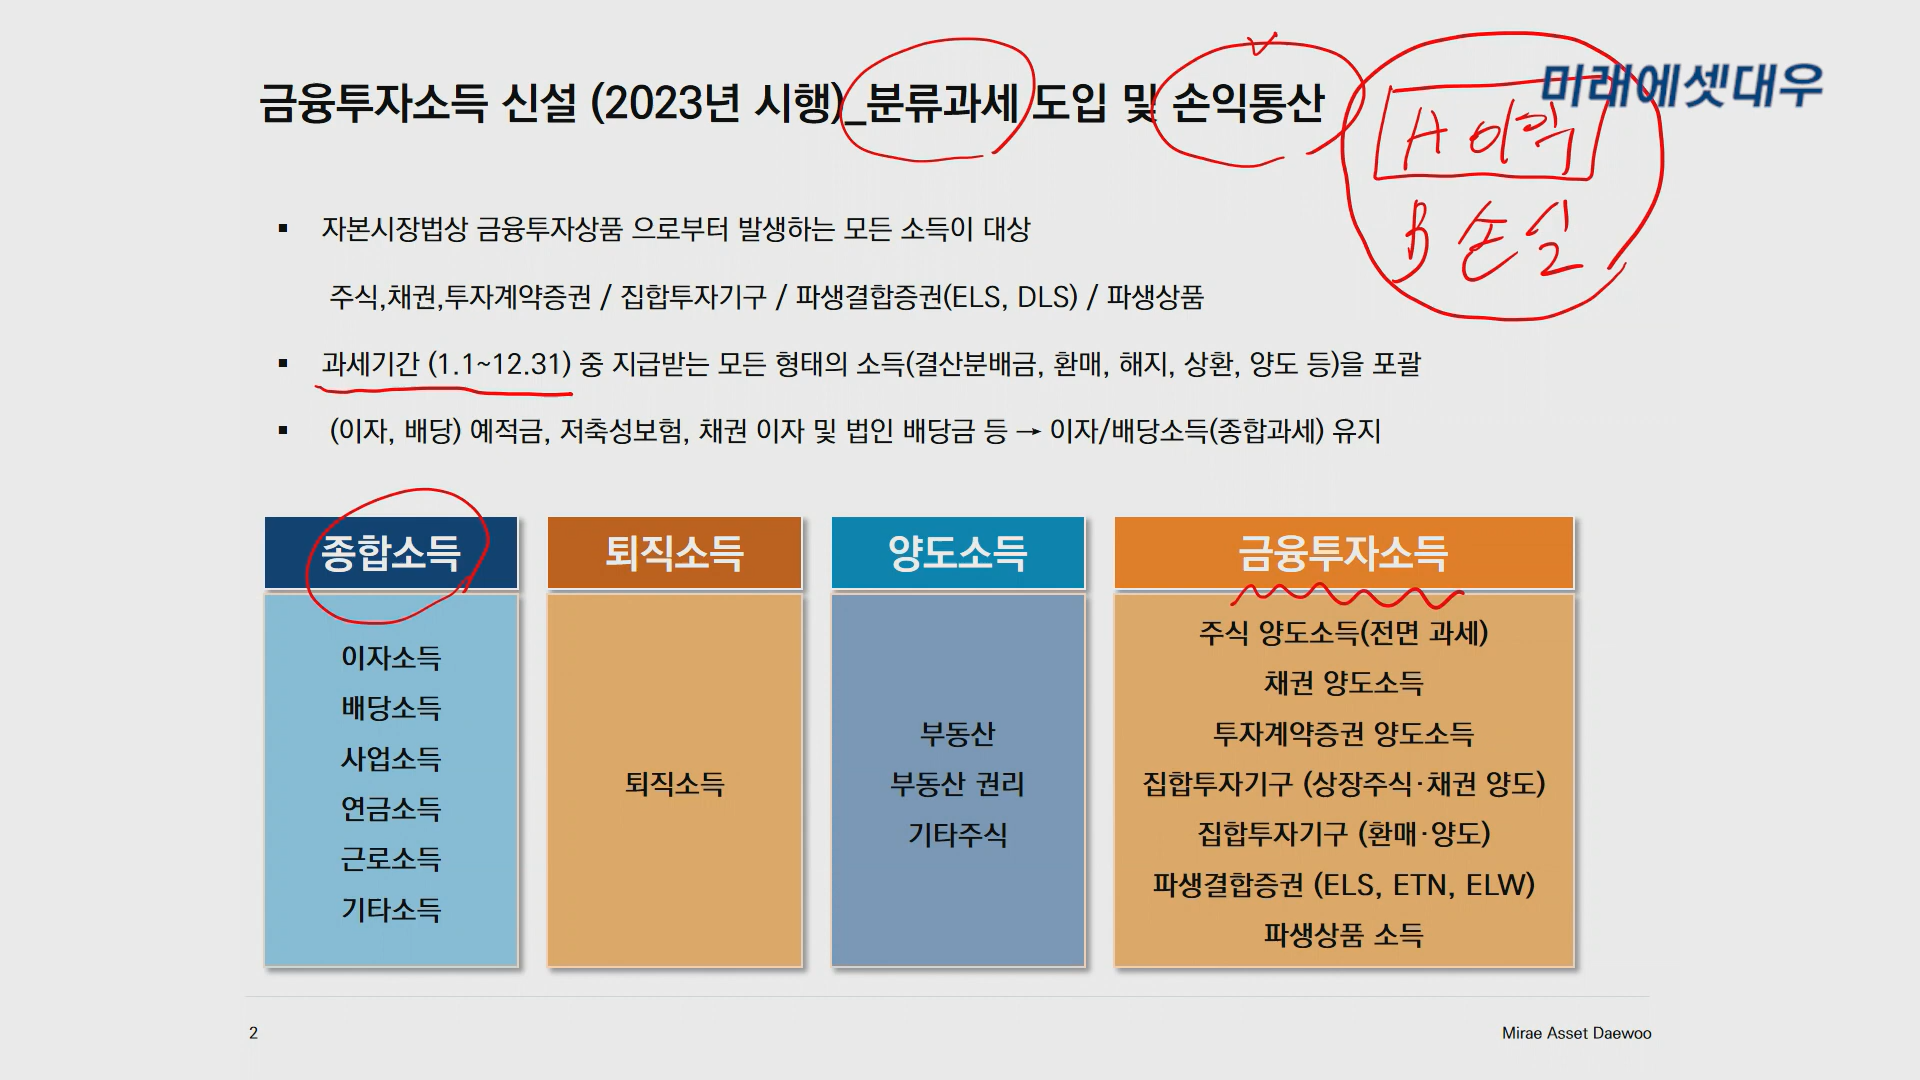 금융투자소득 신설 (2023년 시행)_분류과세 도입 및 손익통산
미래에셋대우
A 이익
B 손실
▪ 자본시장법상 금융투자상품 으로부터 발생하는 모든 소득이 대상
주식,채권,투자계약증권 / 집합투자기구 / 파생결합증권(ELS, DLS) / 파생상품
▪ 과세기간 (1.1~12.31) 중 지급받는 모든 형태의 소득(결산분배금, 환매, 해지, 상환, 양도 등)을 포괄
▪ (이자, 배당) 예적금, 저축성보험, 채권 이자 및 법인 배당금 등 → 이자/배당소득(종합과세) 유지
종합소득
이자소득
배당소득
사업소득
연금소득
근로소득
기타소득
퇴직소득
퇴직소득
양도소득
부동산
부동산 권리
기타주식
금융투자소득
주식 양도소득(전면 과세)
채권 양도소득
투자계약증권 양도소득
집합투자기구 (상장주식·채권 양도)
집합투자기구 (환매·양도)
파생결합증권 (ELS, ETN, ELW)
파생상품 소득
2
Mirae Asset Daewoo